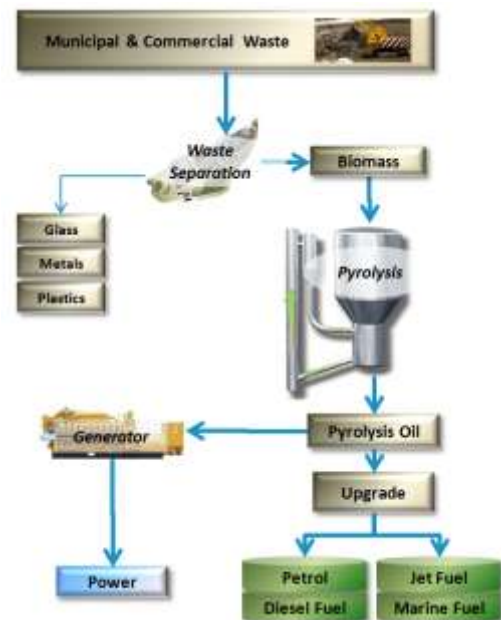 Municipal & Commercial Waste
Waste
Separation
Biomass
Glass
Metals
Plastics
Pyrolysis
Generator
Pyrolysis Oil
Upgrade
Power
Petrol
Jet Fuel
Diesel Fuel
Marine Fuel